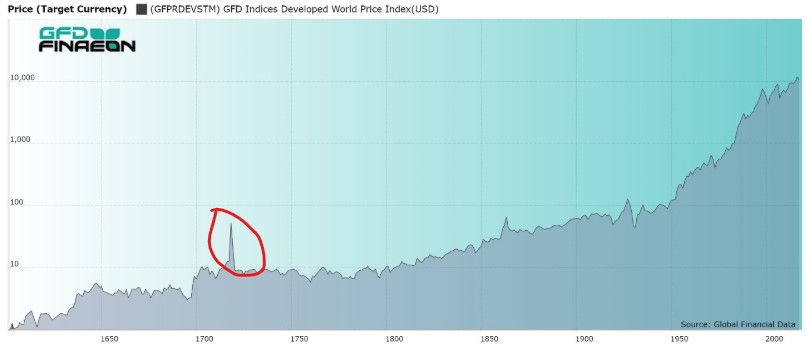 Price (Target Currency) (GFPRDEVSTM) GFD Indices Developed World Price Index(USD)
GFD
FINAEON
10,000
1,000
100
10
Source: Global Financial Data
1650 1700 1750 1800 1850 1900 1950 2000